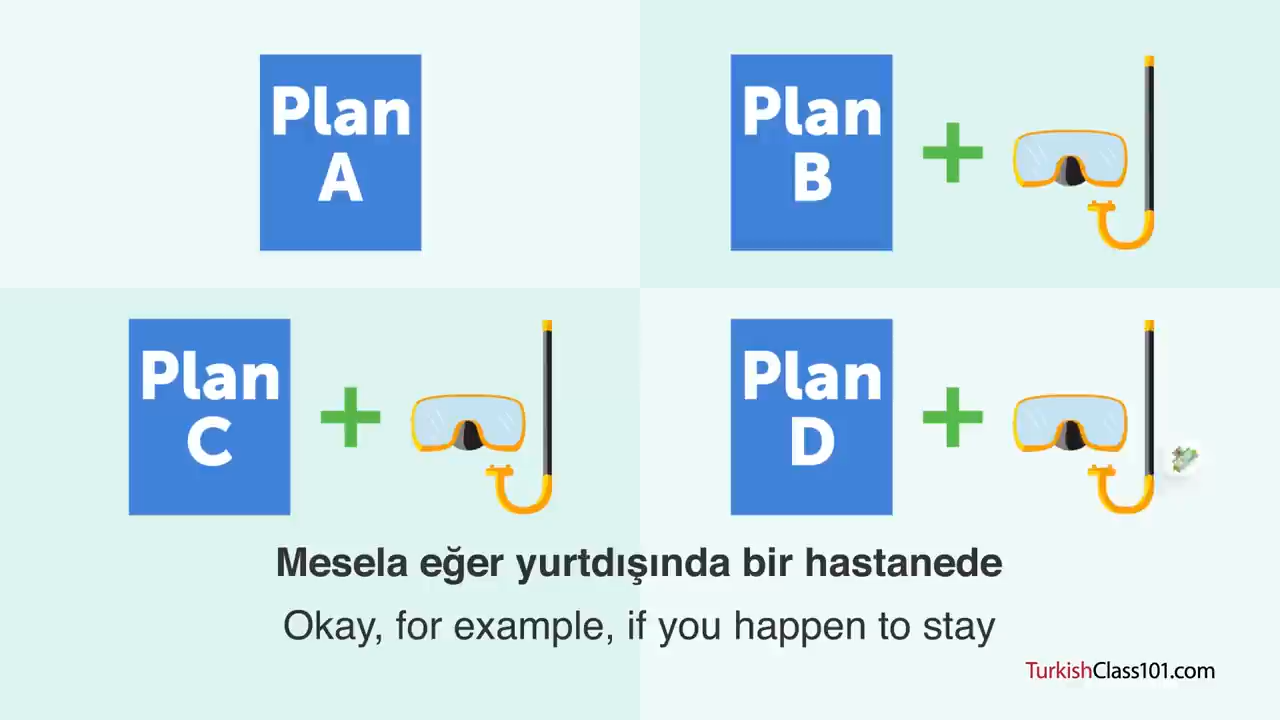 Plan
A
Plan
B
Plan
C
Plan
D
Mesela eğer yurtdışında bir hastanede
Okay, for example, if you happen to stay
TurkishClass101.com